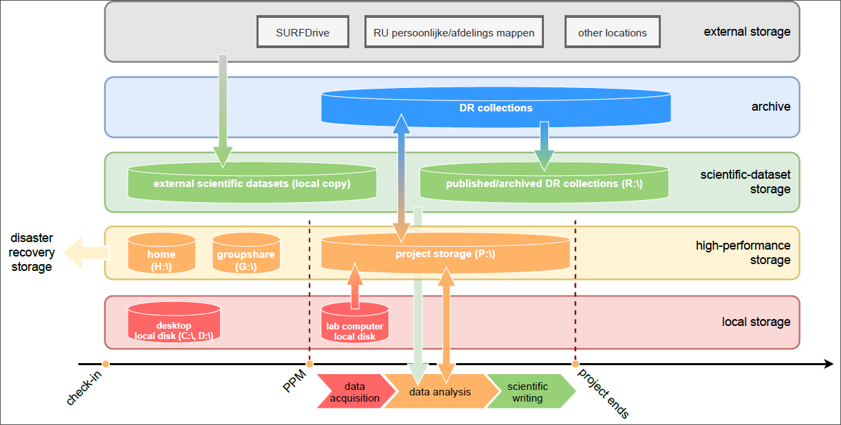 SURFDrive
RU persoonlijke/afdelings mappen
other locations
external storage
DR collections
archive
external scientific datasets (local copy)
published/archived DR collections (R:\)
scientific-dataset
storage
disaster
recovery
storage
home
(H:\)
groupshare
(G:\)
project storage (P:\)
high-performance
storage
desktop
local disk (C:\, D:\)
lab computer
local disk
local storage
check-in
PPM
data
acquisition
data analysis
scientific
writing
project ends